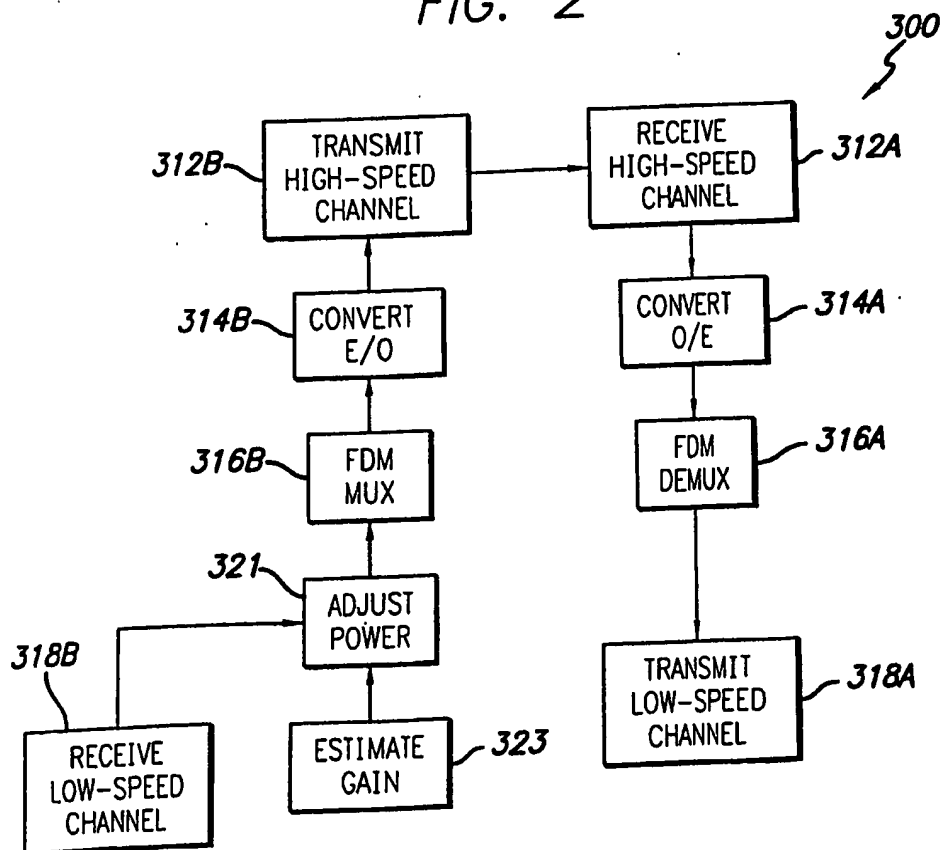 FIG. 2
300
312B
TRANSMIT
HIGH-SPEED
CHANNEL
RECEIVE
HIGH-SPEED
CHANNEL
312A
314B
CONVERT
E/O
CONVERT
O/E
314A
316B
FDM
MUX
FDM
DEMUX
316A
321
ADJUST
POWER
318B
RECEIVE
LOW-SPEED
CHANNEL
ESTIMATE
GAIN
323
TRANSMIT
LOW-SPEED
CHANNEL
318A